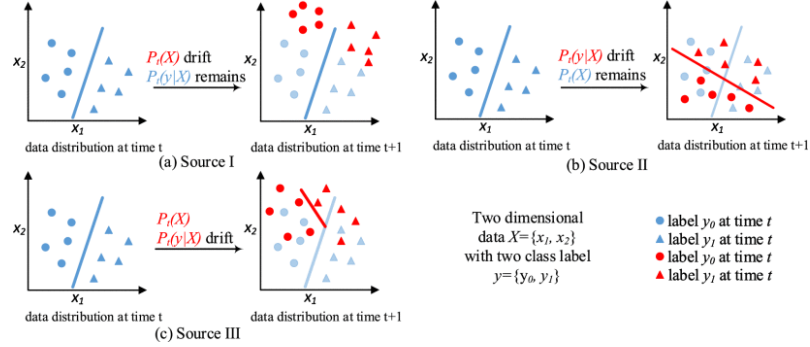 X₂
X₁
data distribution at time t
Pₜ(X) drift
Pₜ(y|X) remains
X₂
X₁
data distribution at time t+1
(a) Source I
X₂
X₁
data distribution at time t
Pₜ(y|X) drift
Pₜ(X) remains
X₂
X₁
data distribution at time t+1
(b) Source II
X₂
X₁
data distribution at time t
Pₜ(X)
Pₜ(y|X) drift
X₂
X₁
data distribution at time t+1
(c) Source III
Two dimensional
data X={x₁, x₂}
with two class label
y={y₀, y₁}
label y₀ at time t
label y₁ at time t
label y₀ at time t
label y₁ at time t